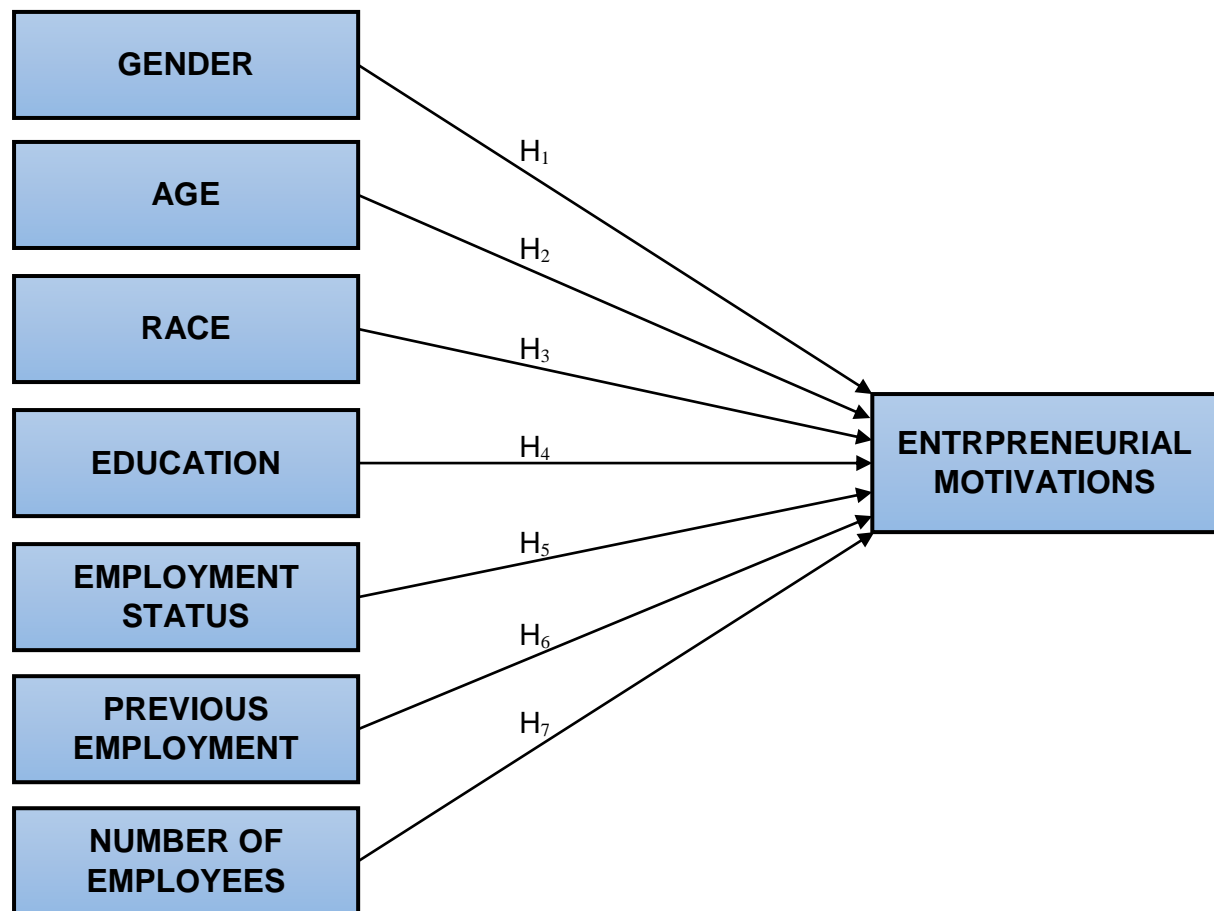 GENDER
H₁
AGE
H₂
RACE
H₃
EDUCATION
H₄
ENTRPRENEURIAL
MOTIVATIONS
EMPLOYMENT
STATUS
H₅
PREVIOUS
EMPLOYMENT
H₆
NUMBER OF
EMPLOYEES
H₇